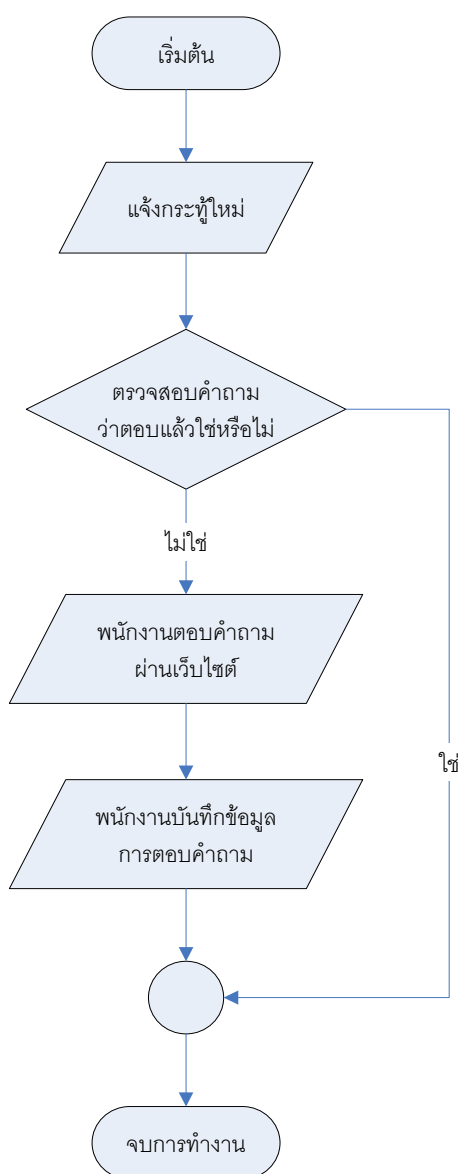 เริ่มต้น
แจ้งกระทู้ใหม่
ตรวจสอบคำถาม
ว่าตอบแล้วใช่หรือไม่
ไม่ใช่
พนักงานตอบคำถาม
ผ่านเว็บไซต์
ใช่
พนักงานบันทึกข้อมูล
การตอบคำถาม
จบการทำงาน